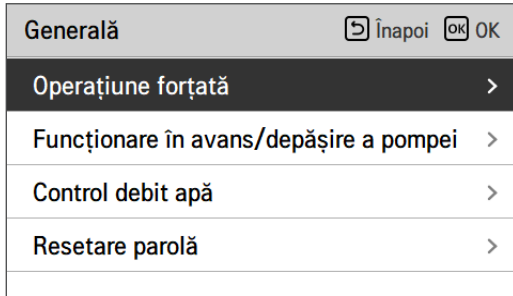 Generală Înapoi OK OK
Operațiune forțată >
Funcționare în avans/depășire a pompei >
Control debit apă >
Resetare parolă >